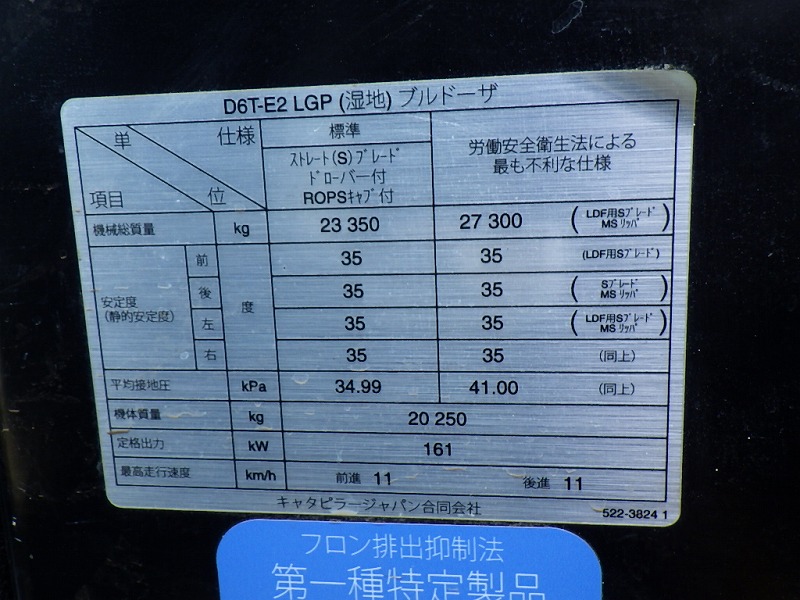 D6T-E2 LGP (湿地) ブルドーザ
単位
仕様
項目
標準
ストレート(S)ブレード
ドローバー付
ROPSキャブ付
労働安全衛生法による
最も不利な仕様
機械総質量 kg 23 350 27 300 (LDF用Sブレード MSリッパ)
安定度
(静的安定度)
度
前 35 35 (LDF用Sブレード)
後 35 35 (Sブレード MSリッパ)
左 35 35 (LDF用Sブレード MSリッパ)
右 35 35 (同上)
平均接地圧 kPa 34.99 41.00 (同上)
機体質量 kg 20 250
定格出力 kW 161
最高走行速度 km/h 前進 11 後進 11
キャタピラージャパン合同会社
522-3824 1
フロン排出抑制法
第一種特定製品